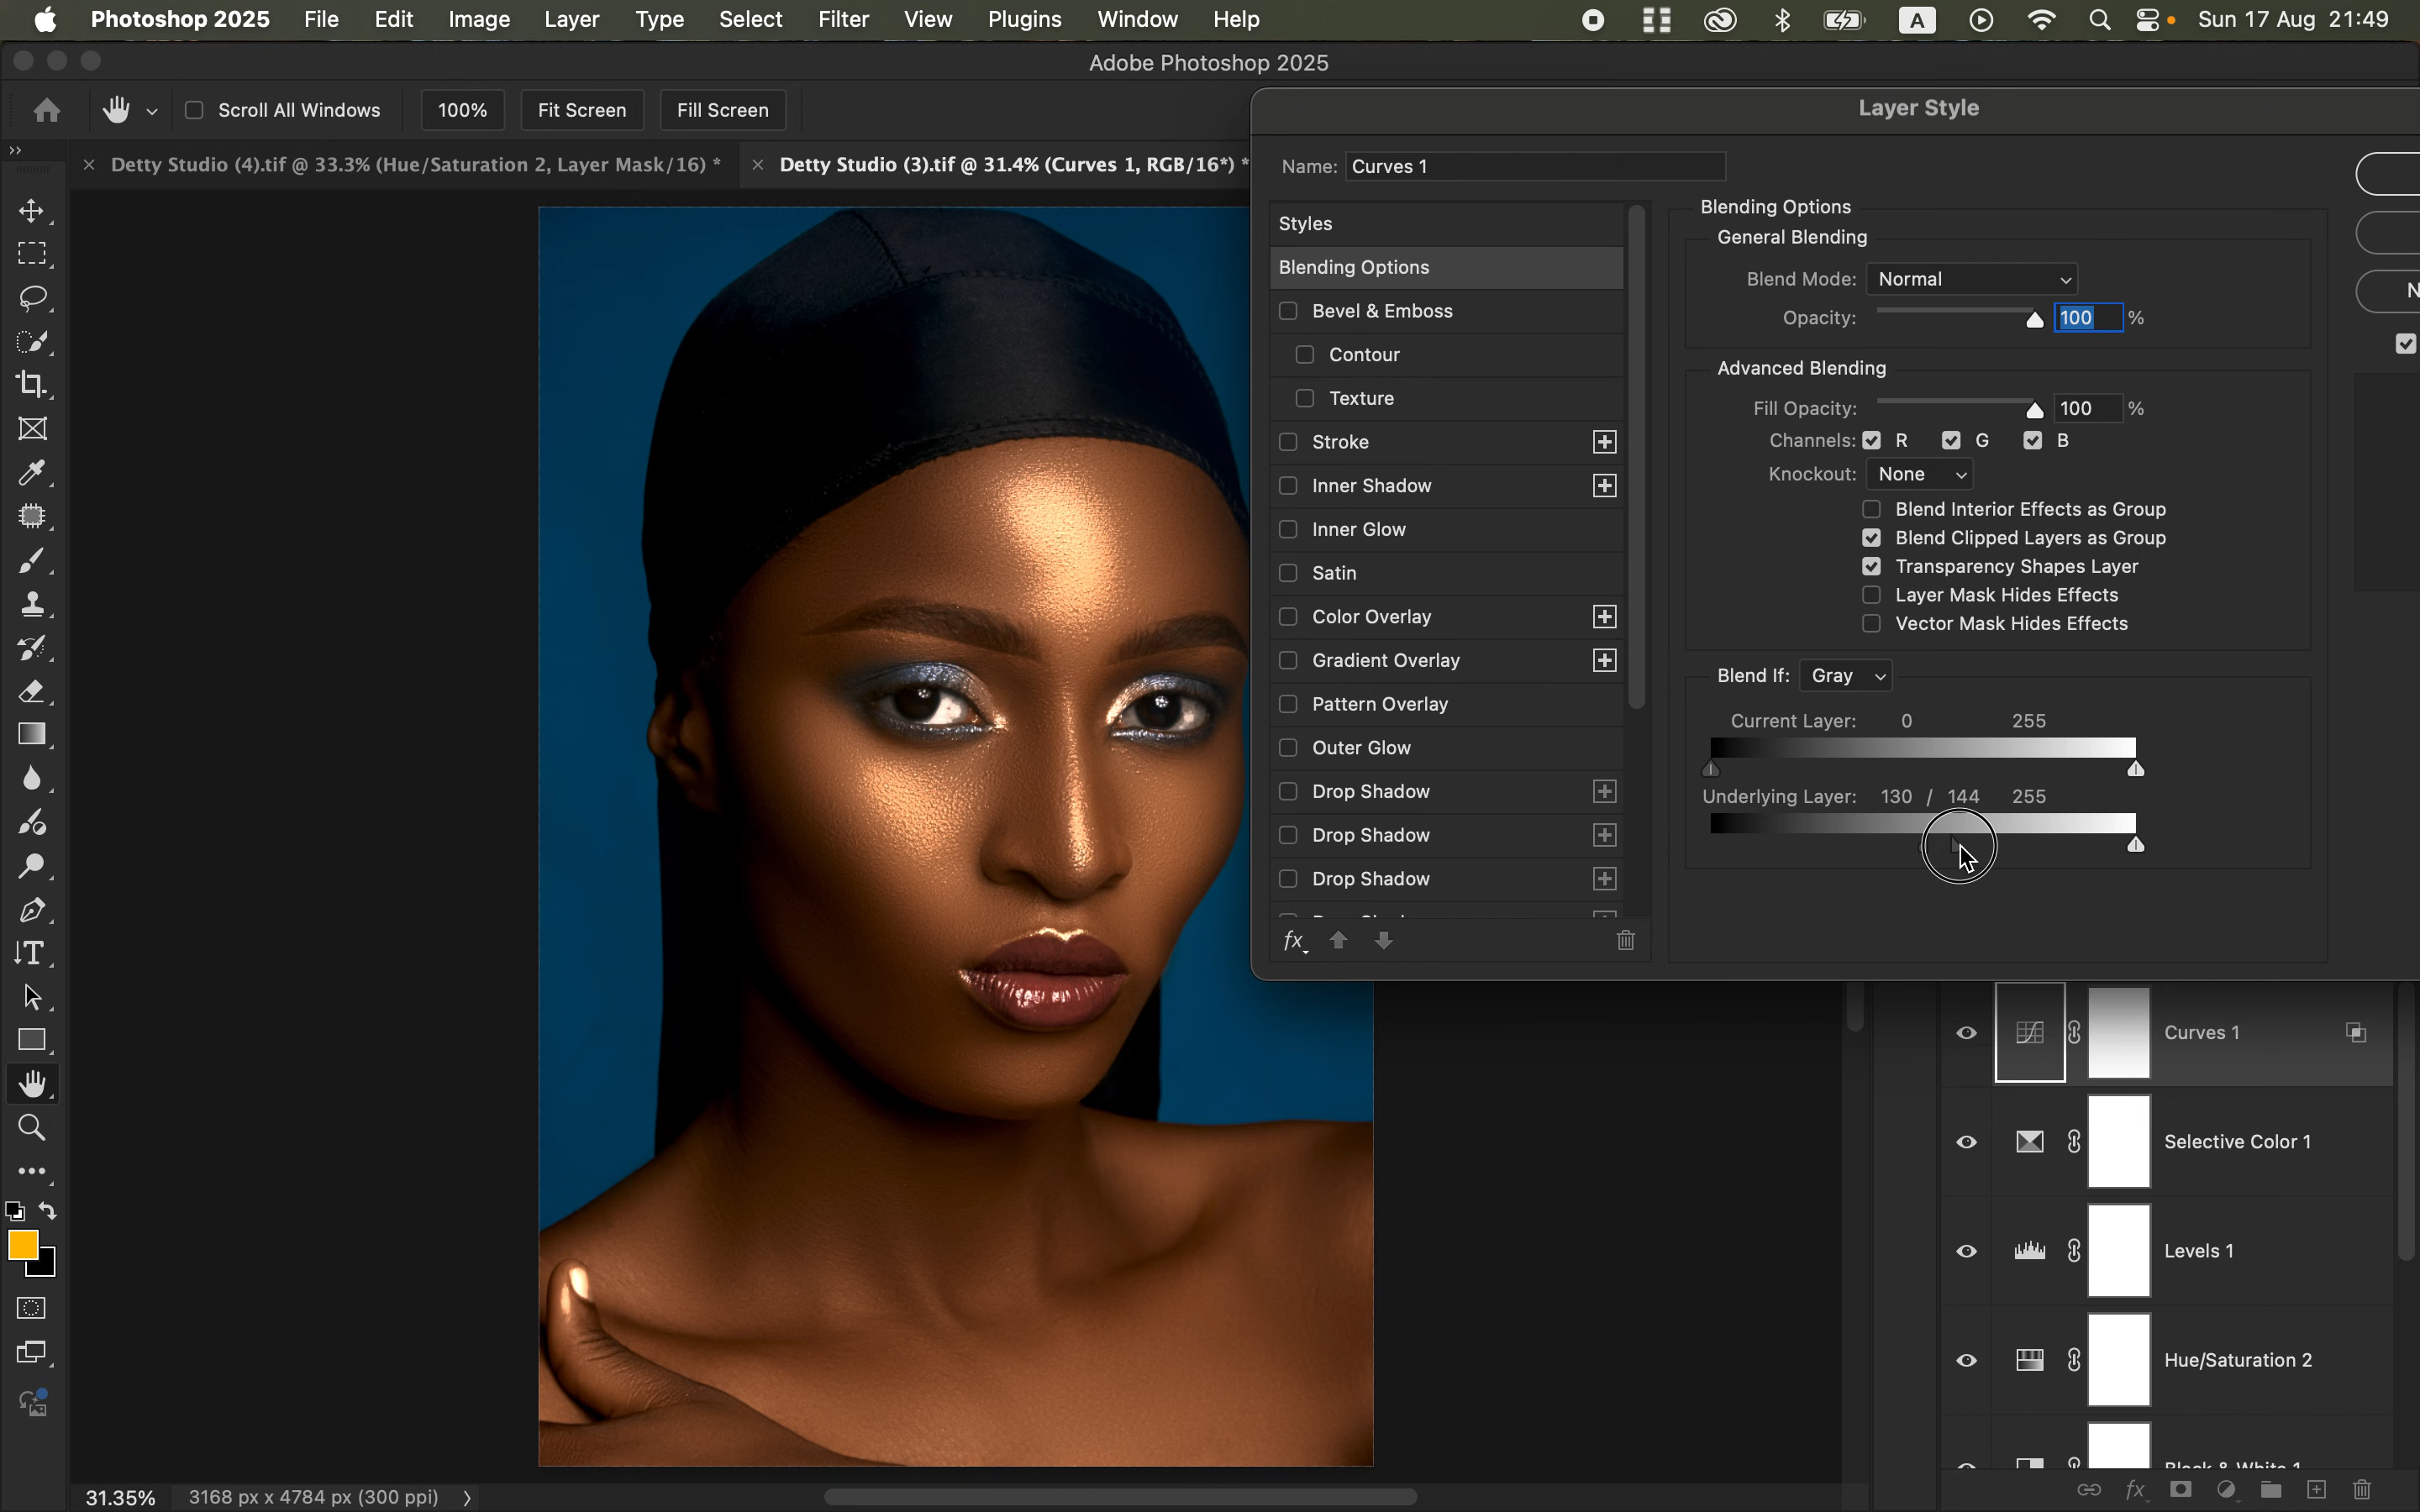 Photoshop 2025 File Edit Image Layer Type Select Filter View Plugins Window Help A Sun 17 Aug 21:49
Adobe Photoshop 2025
Scroll All Windows 100% Fit Screen Fill Screen
Detty Studio (4).tif @ 33.3% (Hue/Saturation 2, Layer Mask/16) *
Detty Studio (3).tif @ 31.4% (Curves 1, RGB/16*) *
Layer Style
Name: Curves 1
Styles
Blending Options
Bevel & Emboss
Contour
Texture
Stroke
Inner Shadow
Inner Glow
Satin
Color Overlay
Gradient Overlay
Pattern Overlay
Outer Glow
Drop Shadow
Drop Shadow
Drop Shadow
fx
Blending Options
General Blending
Blend Mode: Normal
Opacity: 100 %
Advanced Blending
Fill Opacity: 100 %
Channels: R G B
Knockout: None
Blend Interior Effects as Group
Blend Clipped Layers as Group
Transparency Shapes Layer
Layer Mask Hides Effects
Vector Mask Hides Effects
Blend If: Gray
Current Layer: 0 255
Underlying Layer: 130 / 144 255
N
Curves 1
Selective Color 1
Levels 1
Hue/Saturation 2
Black & White 1
fx
31.35% 3168 px x 4784 px (300 ppi)